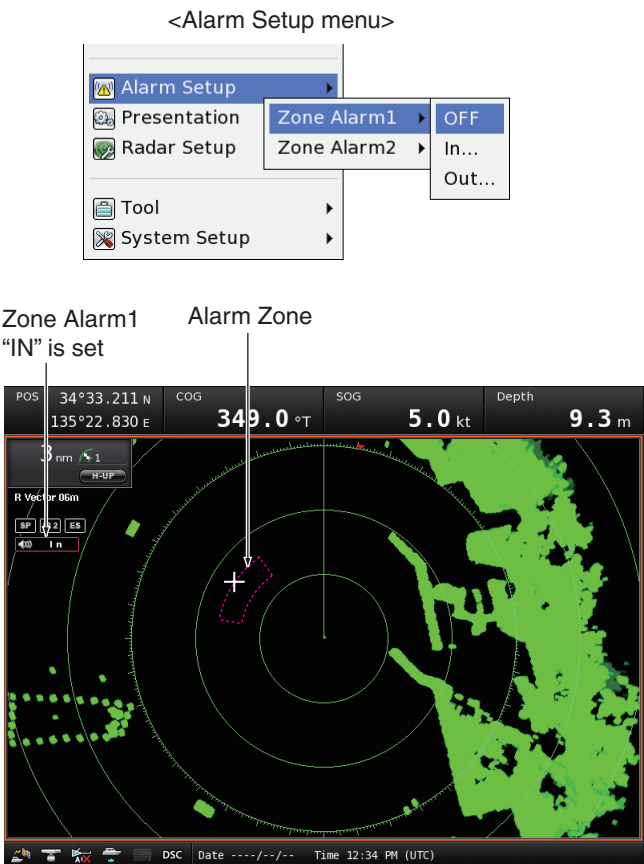 <Alarm Setup menu>
Alarm Setup
Presentation
Radar Setup
Tool
System Setup
Zone Alarm1
Zone Alarm2
OFF
In...
Out...
Zone Alarm1
“IN” is set
Alarm Zone
POS 34°33.211 N
135°22.830 E
COG
349.0 °T
SOG
5.0 kt
Depth
9.3 m
3 nm 1
H-UP
R Vector 06m
SP 2 ES
In
DSC Date ----/--/-- Time 12:34 PM (UTC)